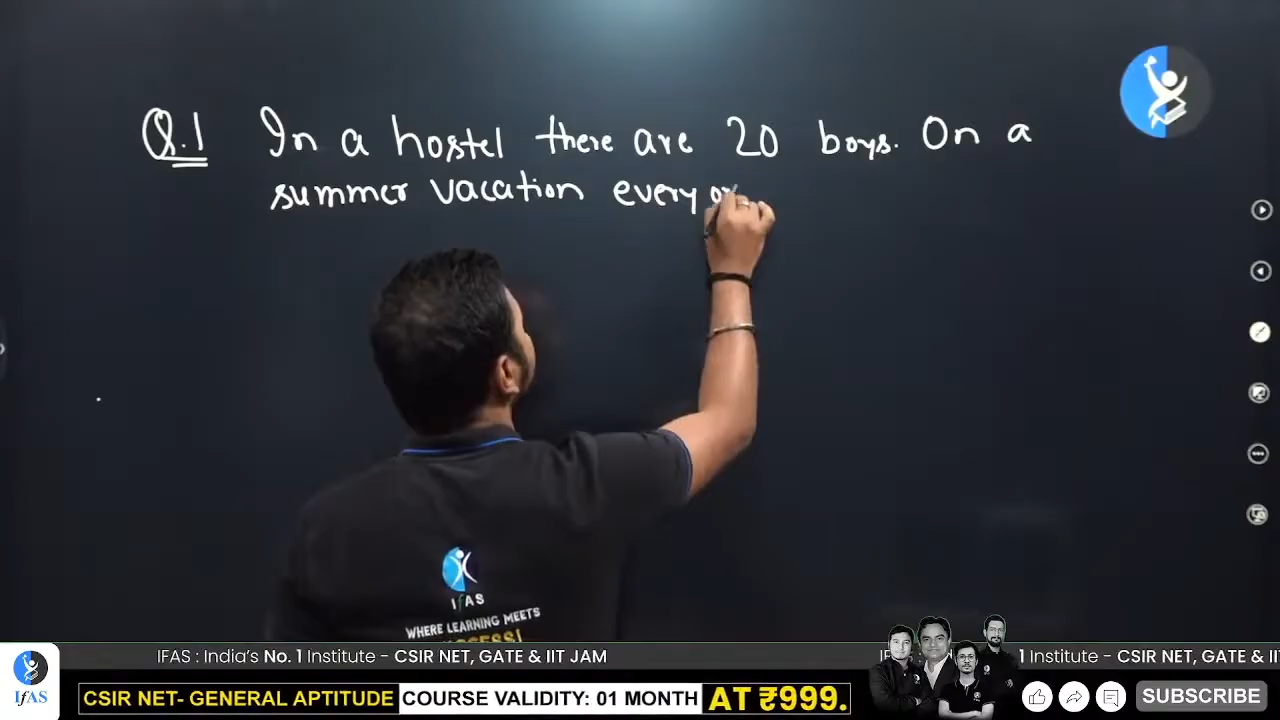 Q.1 In a hostel there are 20 boys. On a
summer vacation every
IfAS
WHERE LEARNING MEETS
IFAS : India's No. 1 Institute - CSIR NET, GATE & IIT JAM
1 Institute - CSIR NET, GATE & II
IfAS
CSIR NET- GENERAL APTITUDE COURSE VALIDITY: 01 MONTH AT ₹999.
SUBSCRIBE